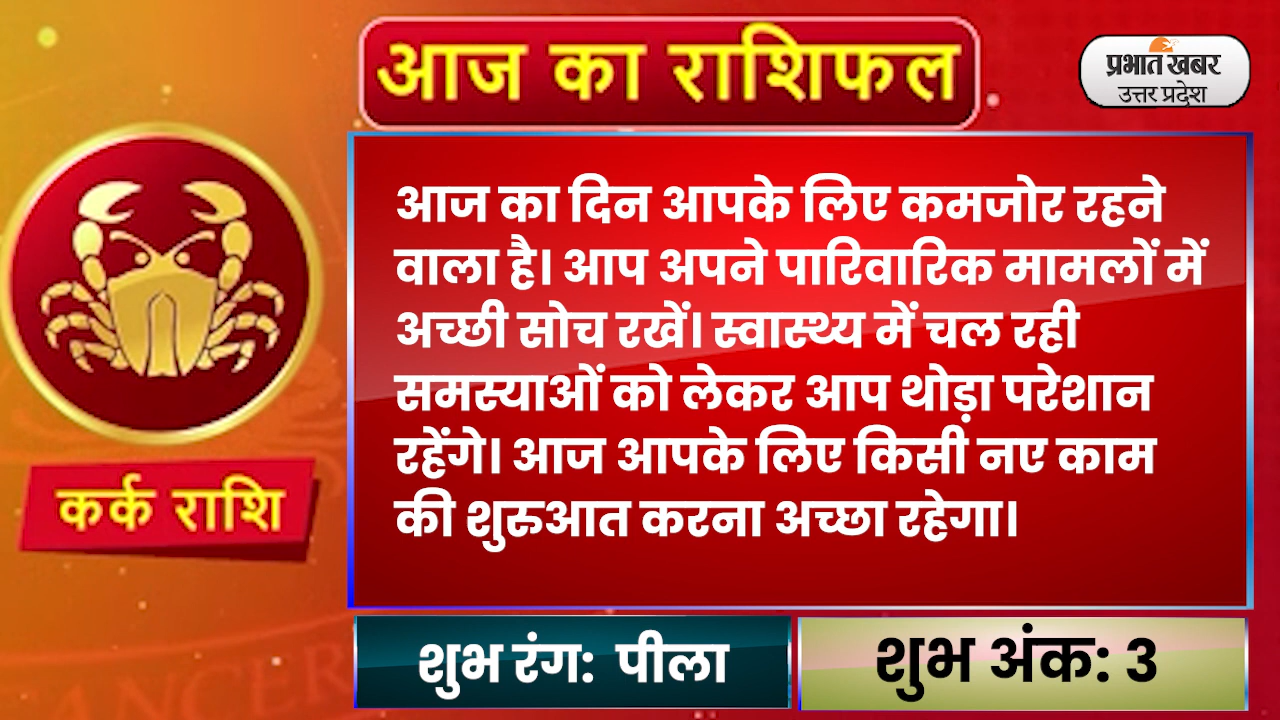 आज का राशिफल
प्रभात खबर
उत्तर प्रदेश
आज का दिन आपके लिए कमजोर रहने
वाला है। आप अपने पारिवारिक मामलों में
अच्छी सोच रखें। स्वास्थ्य में चल रही
समस्याओं को लेकर आप थोड़ा परेशान
रहेंगे। आज आपके लिए किसी नए काम
की शुरुआत करना अच्छा रहेगा।
कर्क राशि
शुभ रंग: पीला
शुभ अंक: 3
CANCER